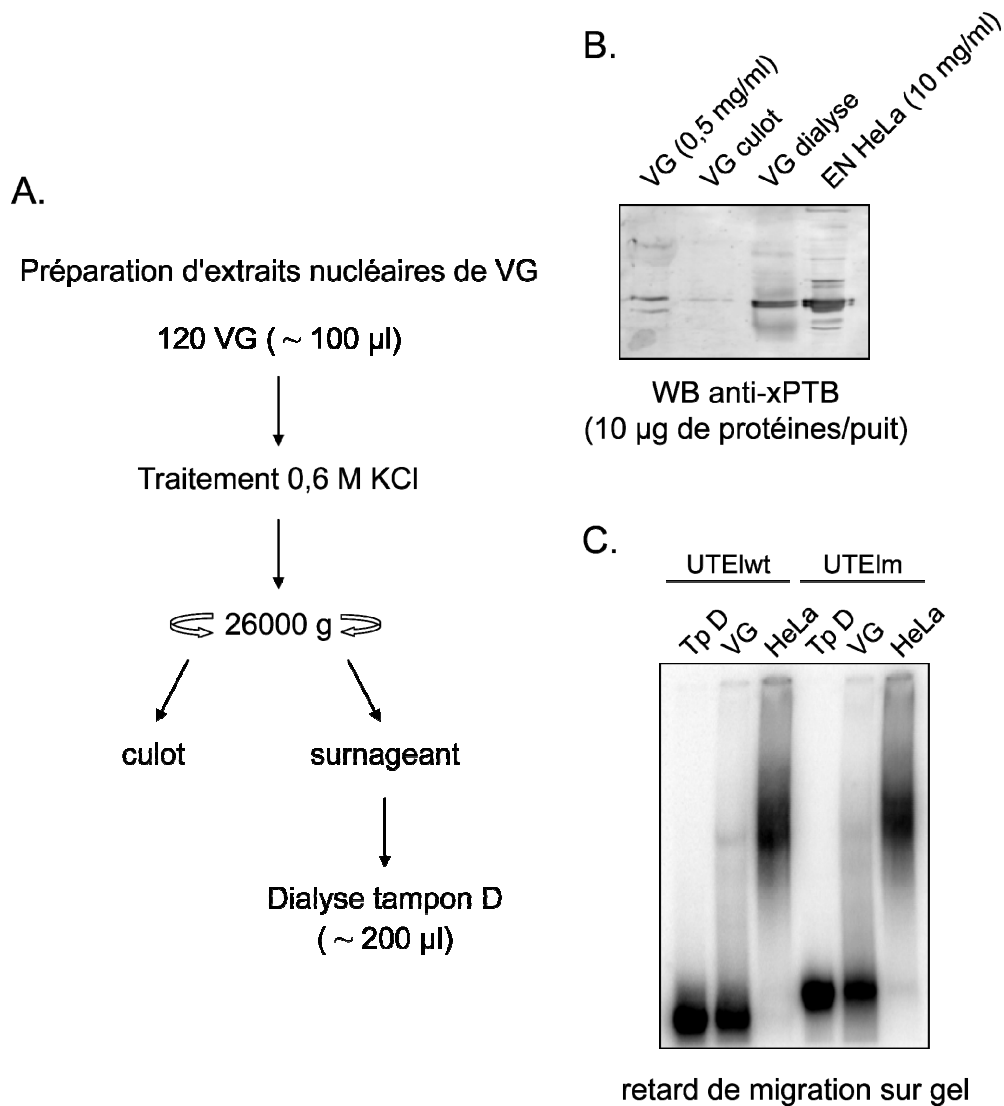 A.
Préparation d'extraits nucléaires de VG
120 VG ( ~ 100 µl)
Traitement 0,6 M KCl
26000 g
culot
surnageant
Dialyse tampon D
( ~ 200 µl)
B.
VG (0,5 mg/ml)
VG culot
VG dialyse
EN HeLa (10 mg/ml)
WB anti-xPTB
(10 µg de protéines/puit)
C.
UTEIwt
UTEIm
Tp D
VG
HeLa
Tp D
VG
HeLa
retard de migration sur gel